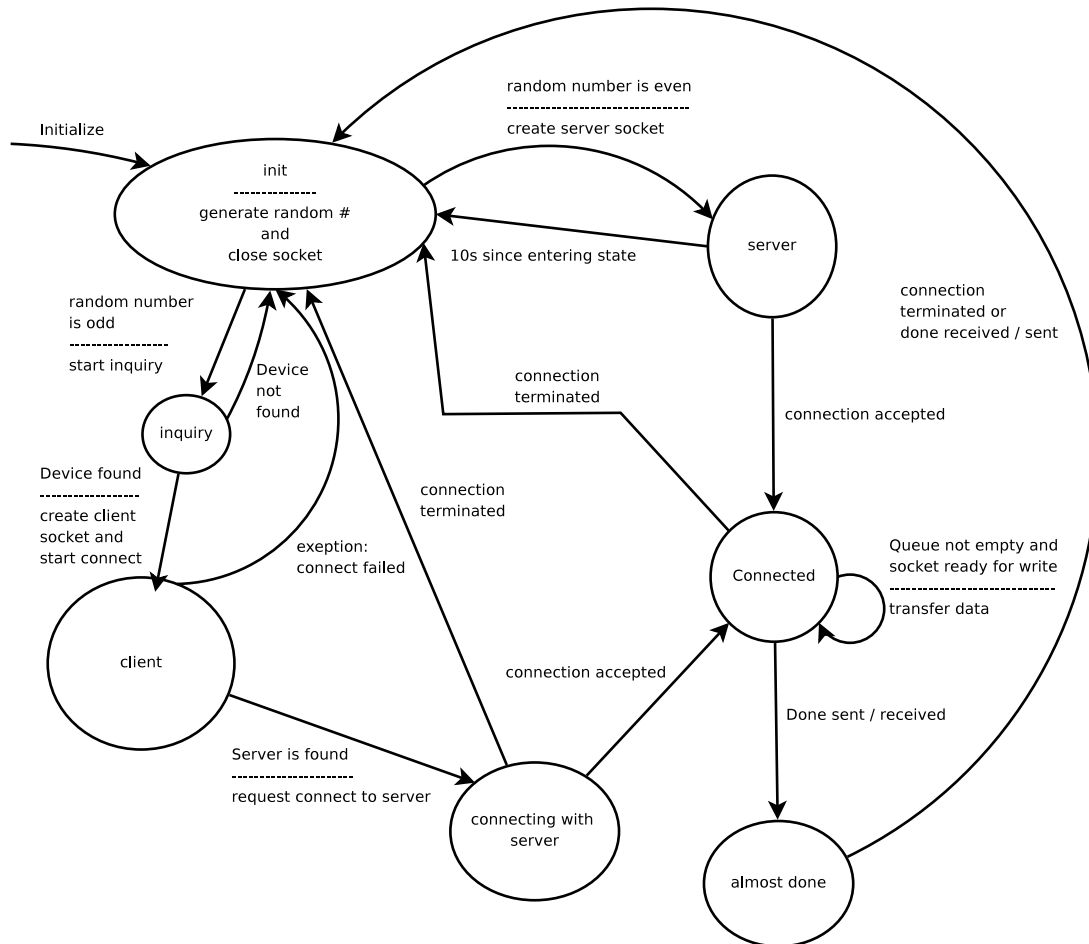 Initialize
init
generate random #
and
close socket
random number is even
create server socket
server
10s since entering state
random number
is odd
start inquiry
Device
not
found
inquiry
connection
terminated or
done received / sent
connection
terminated
connection accepted
Device found
create client
socket and
start connect
connection
terminated
exeption:
connect failed
Queue not empty and
socket ready for write
transfer data
Connected
client
connection accepted
Done sent / received
Server is found
request connect to server
connecting with
server
almost done